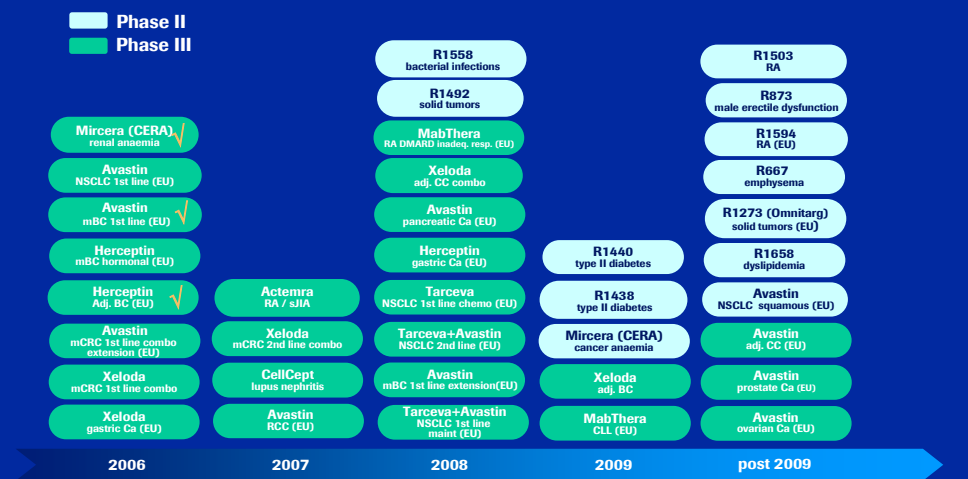 Phase II
Phase III
Mircera (CERA)
renal anaemia
Avastin
NSCLC 1st line (EU)
Avastin
mBC 1st line (EU)
Herceptin
mBC hormonal (EU)
Herceptin
Adj. BC (EU)
Avastin
mCRC 1st line combo
extension (EU)
Xeloda
mCRC 1st line combo
Xeloda
gastric Ca (EU)
Actemra
RA / sJIA
Xeloda
mCRC 2nd line combo
CellCept
lupus nephritis
Avastin
RCC (EU)
R1558
bacterial infections
R1492
solid tumors
MabThera
RA DMARD inadeq. resp. (EU)
Xeloda
adj. CC combo
Avastin
pancreatic Ca (EU)
Herceptin
gastric Ca (EU)
Tarceva
NSCLC 1st line chemo (EU)
Tarceva+Avastin
NSCLC 2nd line (EU)
Avastin
mBC 1st line extension(EU)
Tarceva+Avastin
NSCLC 1st line
maint (EU)
R1440
type II diabetes
R1438
type II diabetes
Mircera (CERA)
cancer anaemia
Xeloda
adj. BC
MabThera
CLL (EU)
R1503
RA
R873
male erectile dysfunction
R1594
RA (EU)
R667
emphysema
R1273 (Omnitarg)
solid tumors (EU)
R1658
dyslipidemia
Avastin
NSCLC squamous (EU)
Avastin
adj. CC (EU)
Avastin
prostate Ca (EU)
Avastin
ovarian Ca (EU)
2006
2007
2008
2009
post 2009